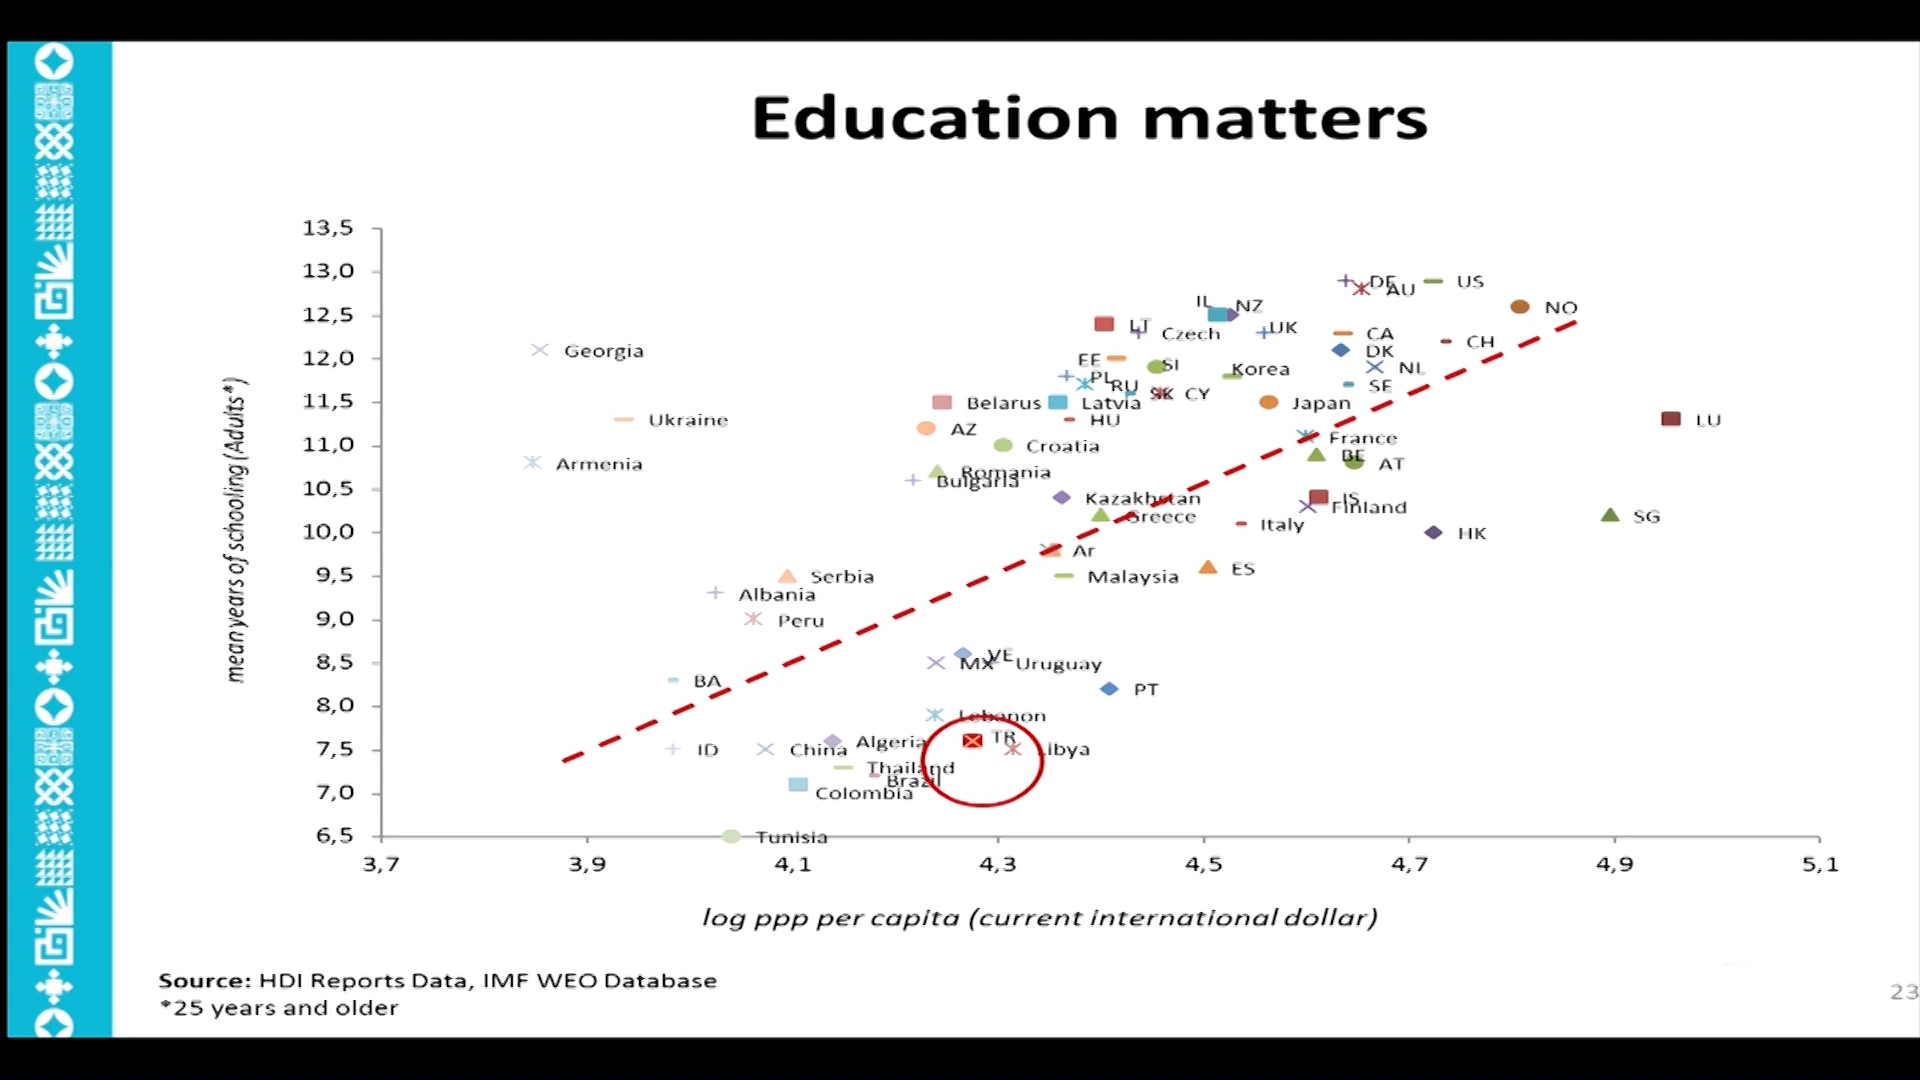 Education matters
13,5
13,0
12,5
12,0
11,5
11,0
10,5
10,0
9,5
9,0
8,5
8,0
7,5
7,0
6,5
mean years of schooling (Adults*)
DE
AU
US
IL
NZ
NO
LT
Czech
UK
CA
CH
Georgia
EE
SI
Korea
DK
NL
PL
RU
SK
CY
SE
Belarus
Latvia
Japan
Ukraine
AZ
HU
LU
Croatia
France
Armenia
Romania
Bulgaria
BE
AT
Kazakhstan
IS
Finland
Greece
Italy
HK
SG
Ar
Serbia
Malaysia
ES
Albania
Peru
VE
MX
Uruguay
BA
PT
Lebanon
ID
China
Algeria
TR
Libya
Thailand
Brazil
Colombia
Tunisia
3,7 3,9 4,1 4,3 4,5 4,7 4,9 5,1
log ppp per capita (current international dollar)
Source: HDI Reports Data, IMF WEO Database
*25 years and older
23